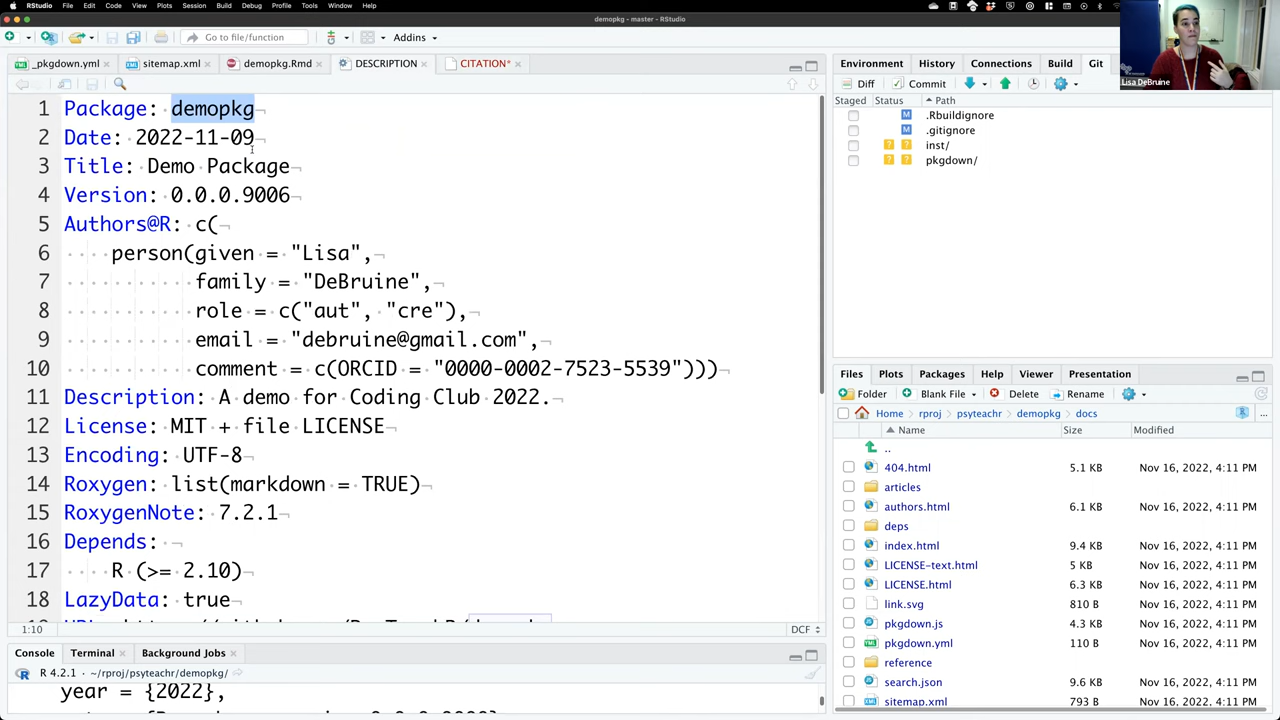 RStudio File Edit Code View Plots Session Build Debug Profile Tools Window Help
demopkg - master - RStudio
Go to file/function Addins
_pkgdown.yml sitemap.xml demopkg.Rmd DESCRIPTION CITATION*
1 Package: demopkg
2 Date: 2022-11-09
3 Title: Demo Package
4 Version: 0.0.0.9006
5 Authors@R: c(
6 person(given = "Lisa",
7 family = "DeBruine",
8 role = c("aut", "cre"),
9 email = "debruine@gmail.com",
10 comment = c(ORCID = "0000-0002-7523-5539")))
11 Description: A demo for Coding Club 2022.
12 License: MIT + file LICENSE
13 Encoding: UTF-8
14 Roxygen: list(markdown = TRUE)
15 RoxygenNote: 7.2.1
16 Depends:
17 R (>= 2.10)
18 LazyData: true
1:10 DCF
Console Terminal Background Jobs
R 4.2.1 · ~/rproj/psyteachr/demopkg/
year = {2022},
Lisa DeBruine
Environment History Connections Build Git
Diff Commit
Staged Status Path
M .Rbuildignore
M .gitignore
? ? inst/
? ? pkgdown/
Files Plots Packages Help Viewer Presentation
Folder Blank File Delete Rename
Home rproj psyteachr demopkg docs ...
Name Size Modified
..
404.html 5.1 KB Nov 16, 2022, 4:11 PM
articles
authors.html 6.1 KB Nov 16, 2022, 4:11 PM
deps
index.html 9.4 KB Nov 16, 2022, 4:11 PM
LICENSE-text.html 5 KB Nov 16, 2022, 4:11 PM
LICENSE.html 6.3 KB Nov 16, 2022, 4:11 PM
link.svg 810 B Nov 16, 2022, 4:11 PM
pkgdown.js 4.3 KB Nov 16, 2022, 4:11 PM
pkgdown.yml 110 B Nov 16, 2022, 4:11 PM
reference
search.json 9.6 KB Nov 16, 2022, 4:11 PM
sitemap.xml 793 B Nov 16, 2022, 4:11 PM